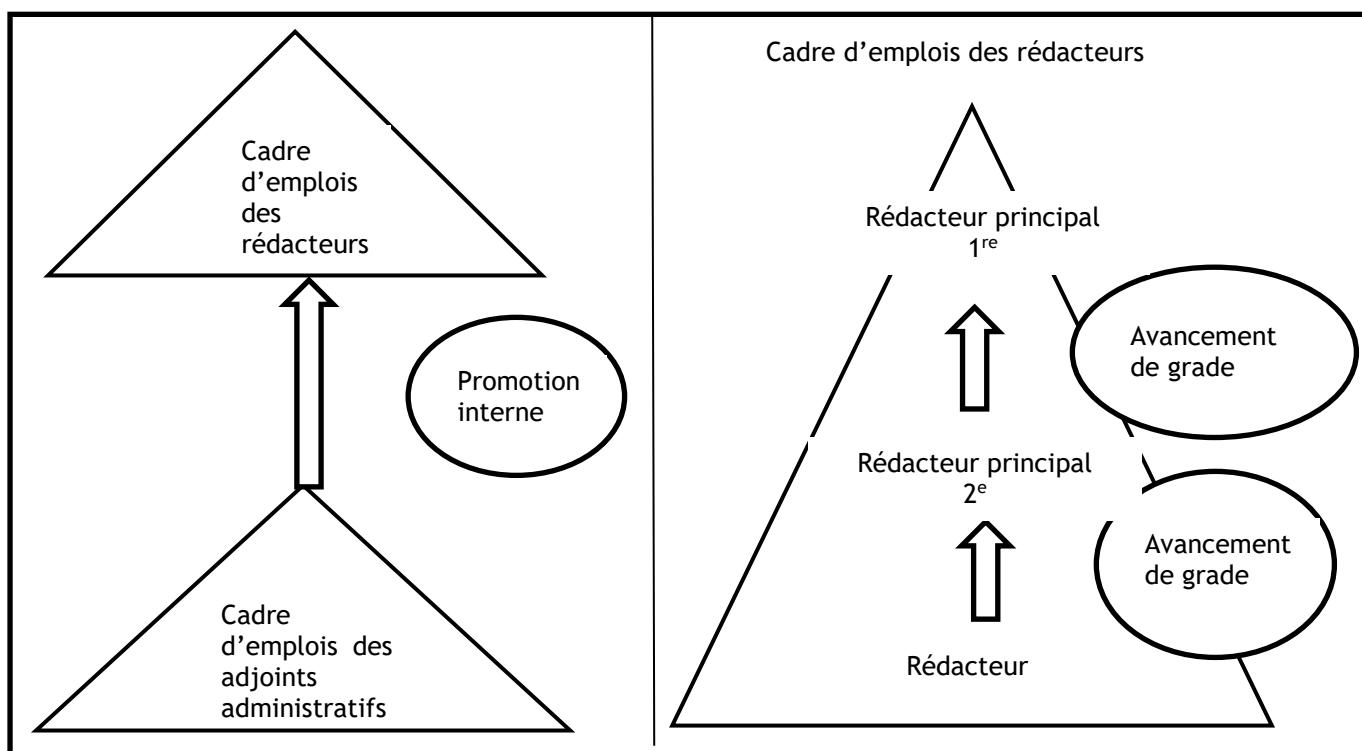 Cadre
d’emplois
des
rédacteurs
Promotion
interne
Cadre
d’emplois des
adjoints
administratifs
Cadre d’emplois des rédacteurs
Rédacteur principal
1re
Avancement
de grade
Rédacteur principal
2e
Avancement
de grade
Rédacteur